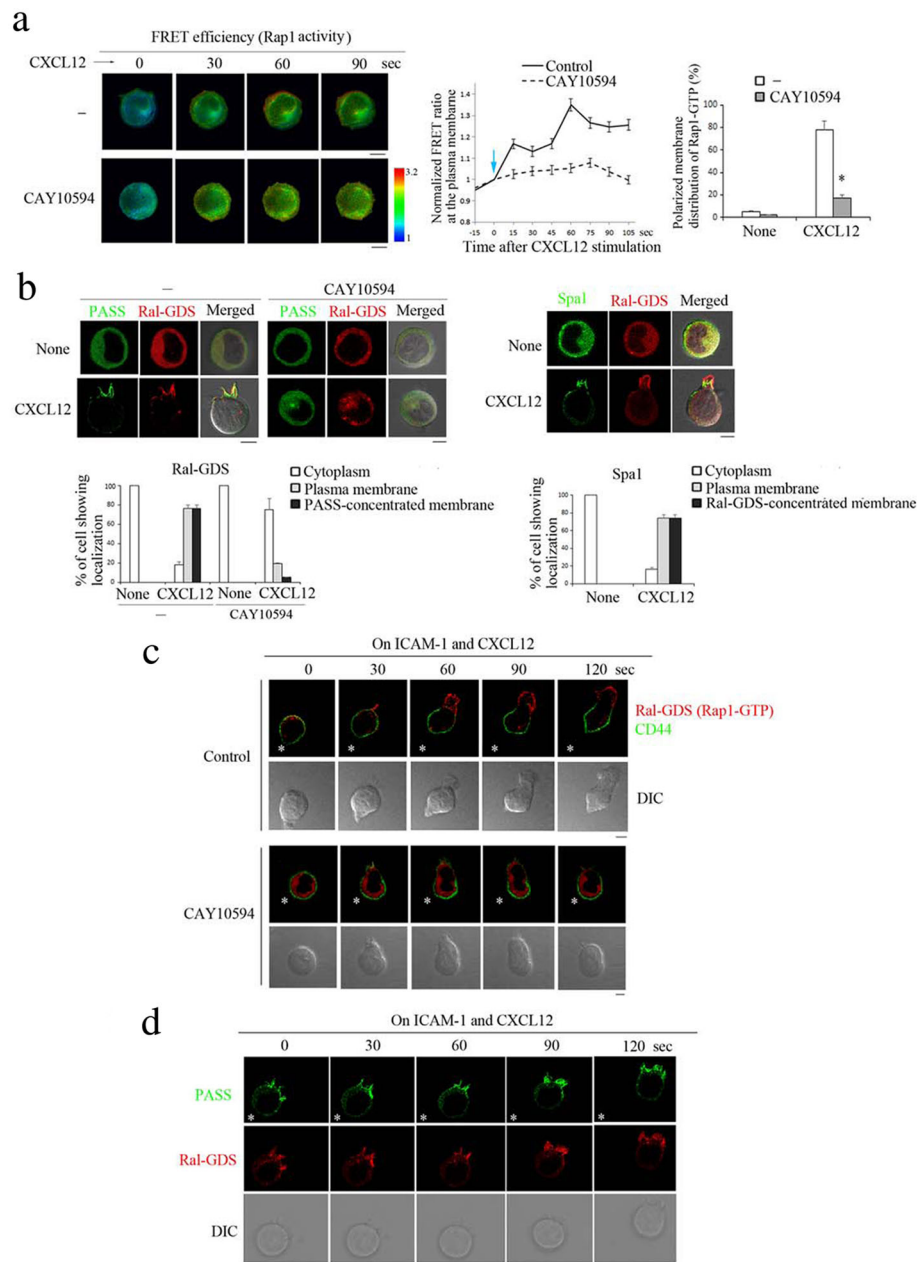 a
FRET efficiency (Rap1 activity)
CXCL12 → 0 30 60 90 sec
–
CAY10594
3.2
1
Normalized FRET ratio
at the plasma membarne
1.4
1.3
1.2
1.1
1
0.9
-15 0 15 30 45 60 75 90 105 sec
Time after CXCL12 stimulation
Control
CAY10594
Polarized membrane
distribution of Rap1-GTP (%)
100
80
60
40
20
0
–
CAY10594
*
None CXCL12
b
–
CAY10594
PASS Ral-GDS Merged PASS Ral-GDS Merged
None
CXCL12
Spa1 Ral-GDS Merged
None
CXCL12
Ral-GDS
% of cell showing
localization
100
80
60
40
20
0
Cytoplasm
Plasma membrane
PASS-concentrated membrane
None CXCL12 None CXCL12
– CAY10594
Spa1
% of cell showing
localization
100
80
60
40
20
0
Cytoplasm
Plasma membrane
Ral-GDS-concentrated membrane
None CXCL12
c
On ICAM-1 and CXCL12
0 30 60 90 120 sec
Control
* * * * *
Ral-GDS (Rap1-GTP)
CD44
DIC
CAY10594
* * * * *
d
On ICAM-1 and CXCL12
0 30 60 90 120 sec
PASS
* * * * *
Ral-GDS
DIC